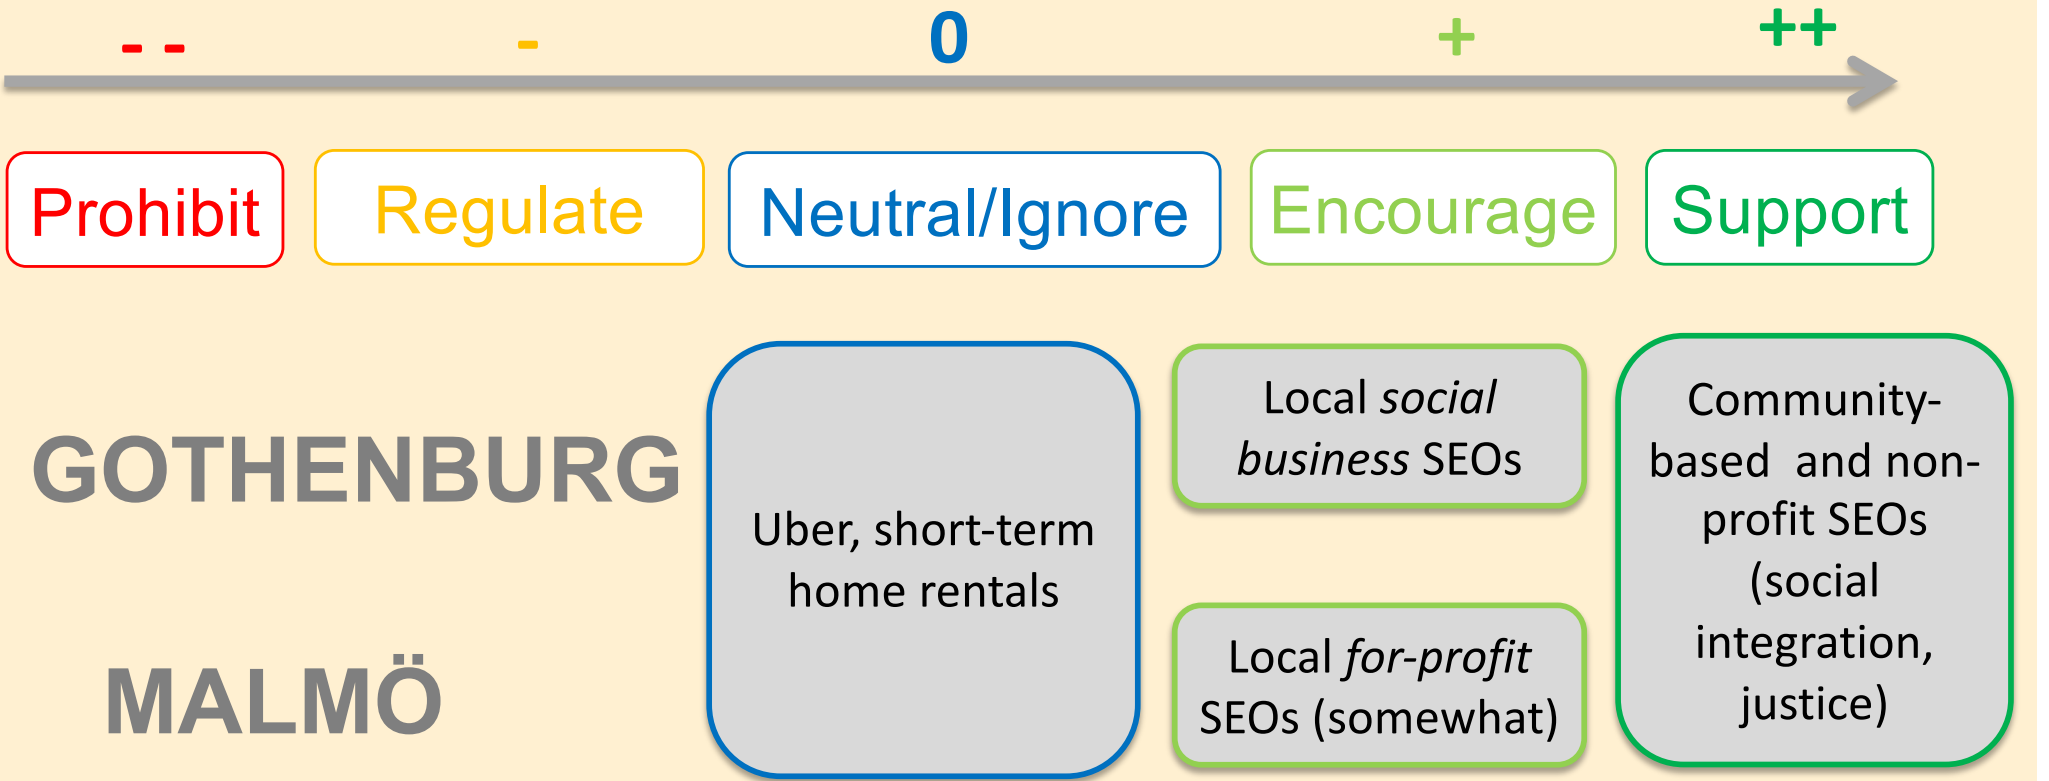 - -
-
0
+
++
Prohibit
Regulate
Neutral/Ignore
Encourage
Support
GOTHENBURG
MALMÖ
Uber, short-term
home rentals
Local social
business SEOs
Local for-profit
SEOs (somewhat)
Community-
based  and non-
profit SEOs
(social
integration,
justice)